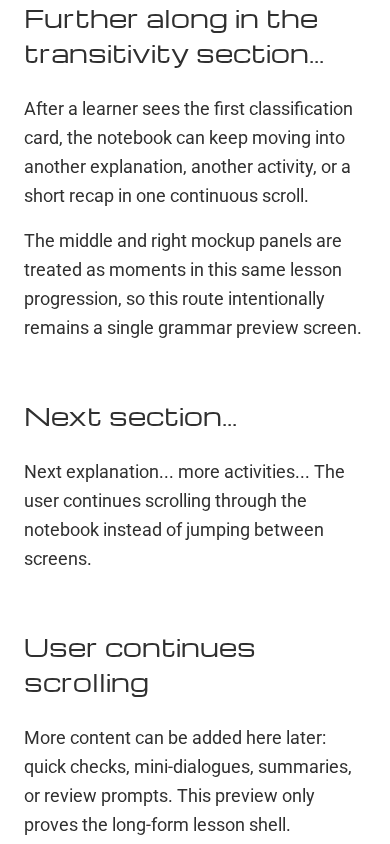 Further along in the
transitivity section...
After a learner sees the first classification
card, the notebook can keep moving into
another explanation, another activity, or a
short recap in one continuous scroll.
The middle and right mockup panels are
treated as moments in this same lesson
progression, so this route intentionally
remains a single grammar preview screen.
Next section...
Next explanation... more activities... The
user continues scrolling through the
notebook instead of jumping between
screens.
User continues
scrolling
More content can be added here later:
quick checks, mini-dialogues, summaries,
or review prompts. This preview only
proves the long-form lesson shell.